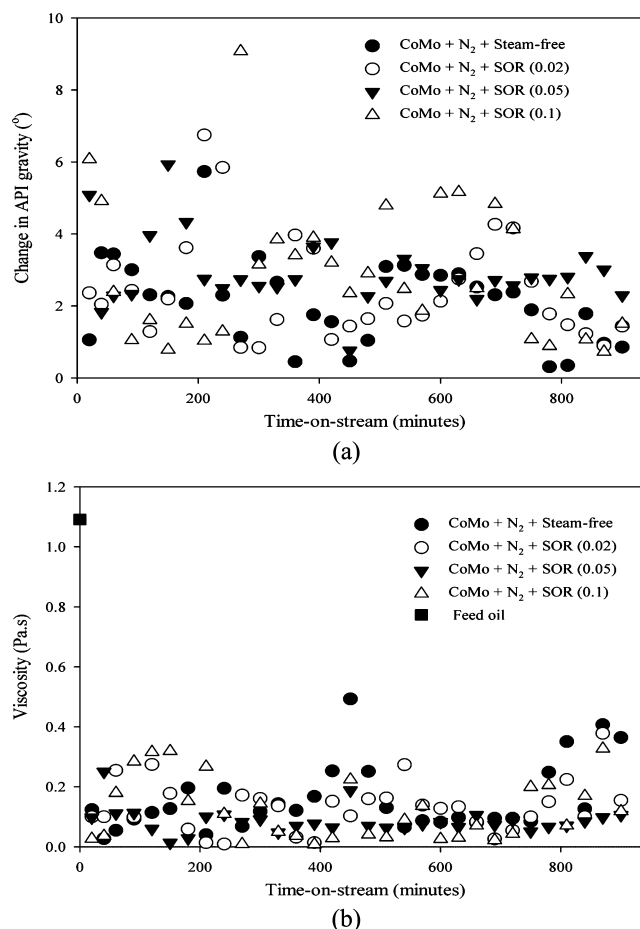 10
8
6
4
2
0
Change in API gravity (°)
CoMo + N2 + Steam-free
CoMo + N2 + SOR (0.02)
CoMo + N2 + SOR (0.05)
CoMo + N2 + SOR (0.1)
0 200 400 600 800
Time-on-stream (minutes)
(a)
1.2
1.0
0.8
0.6
0.4
0.2
0.0
Viscosity (Pa.s)
CoMo + N2 + Steam-free
CoMo + N2 + SOR (0.02)
CoMo + N2 + SOR (0.05)
CoMo + N2 + SOR (0.1)
Feed oil
0 200 400 600 800
Time-on-stream (minutes)
(b)